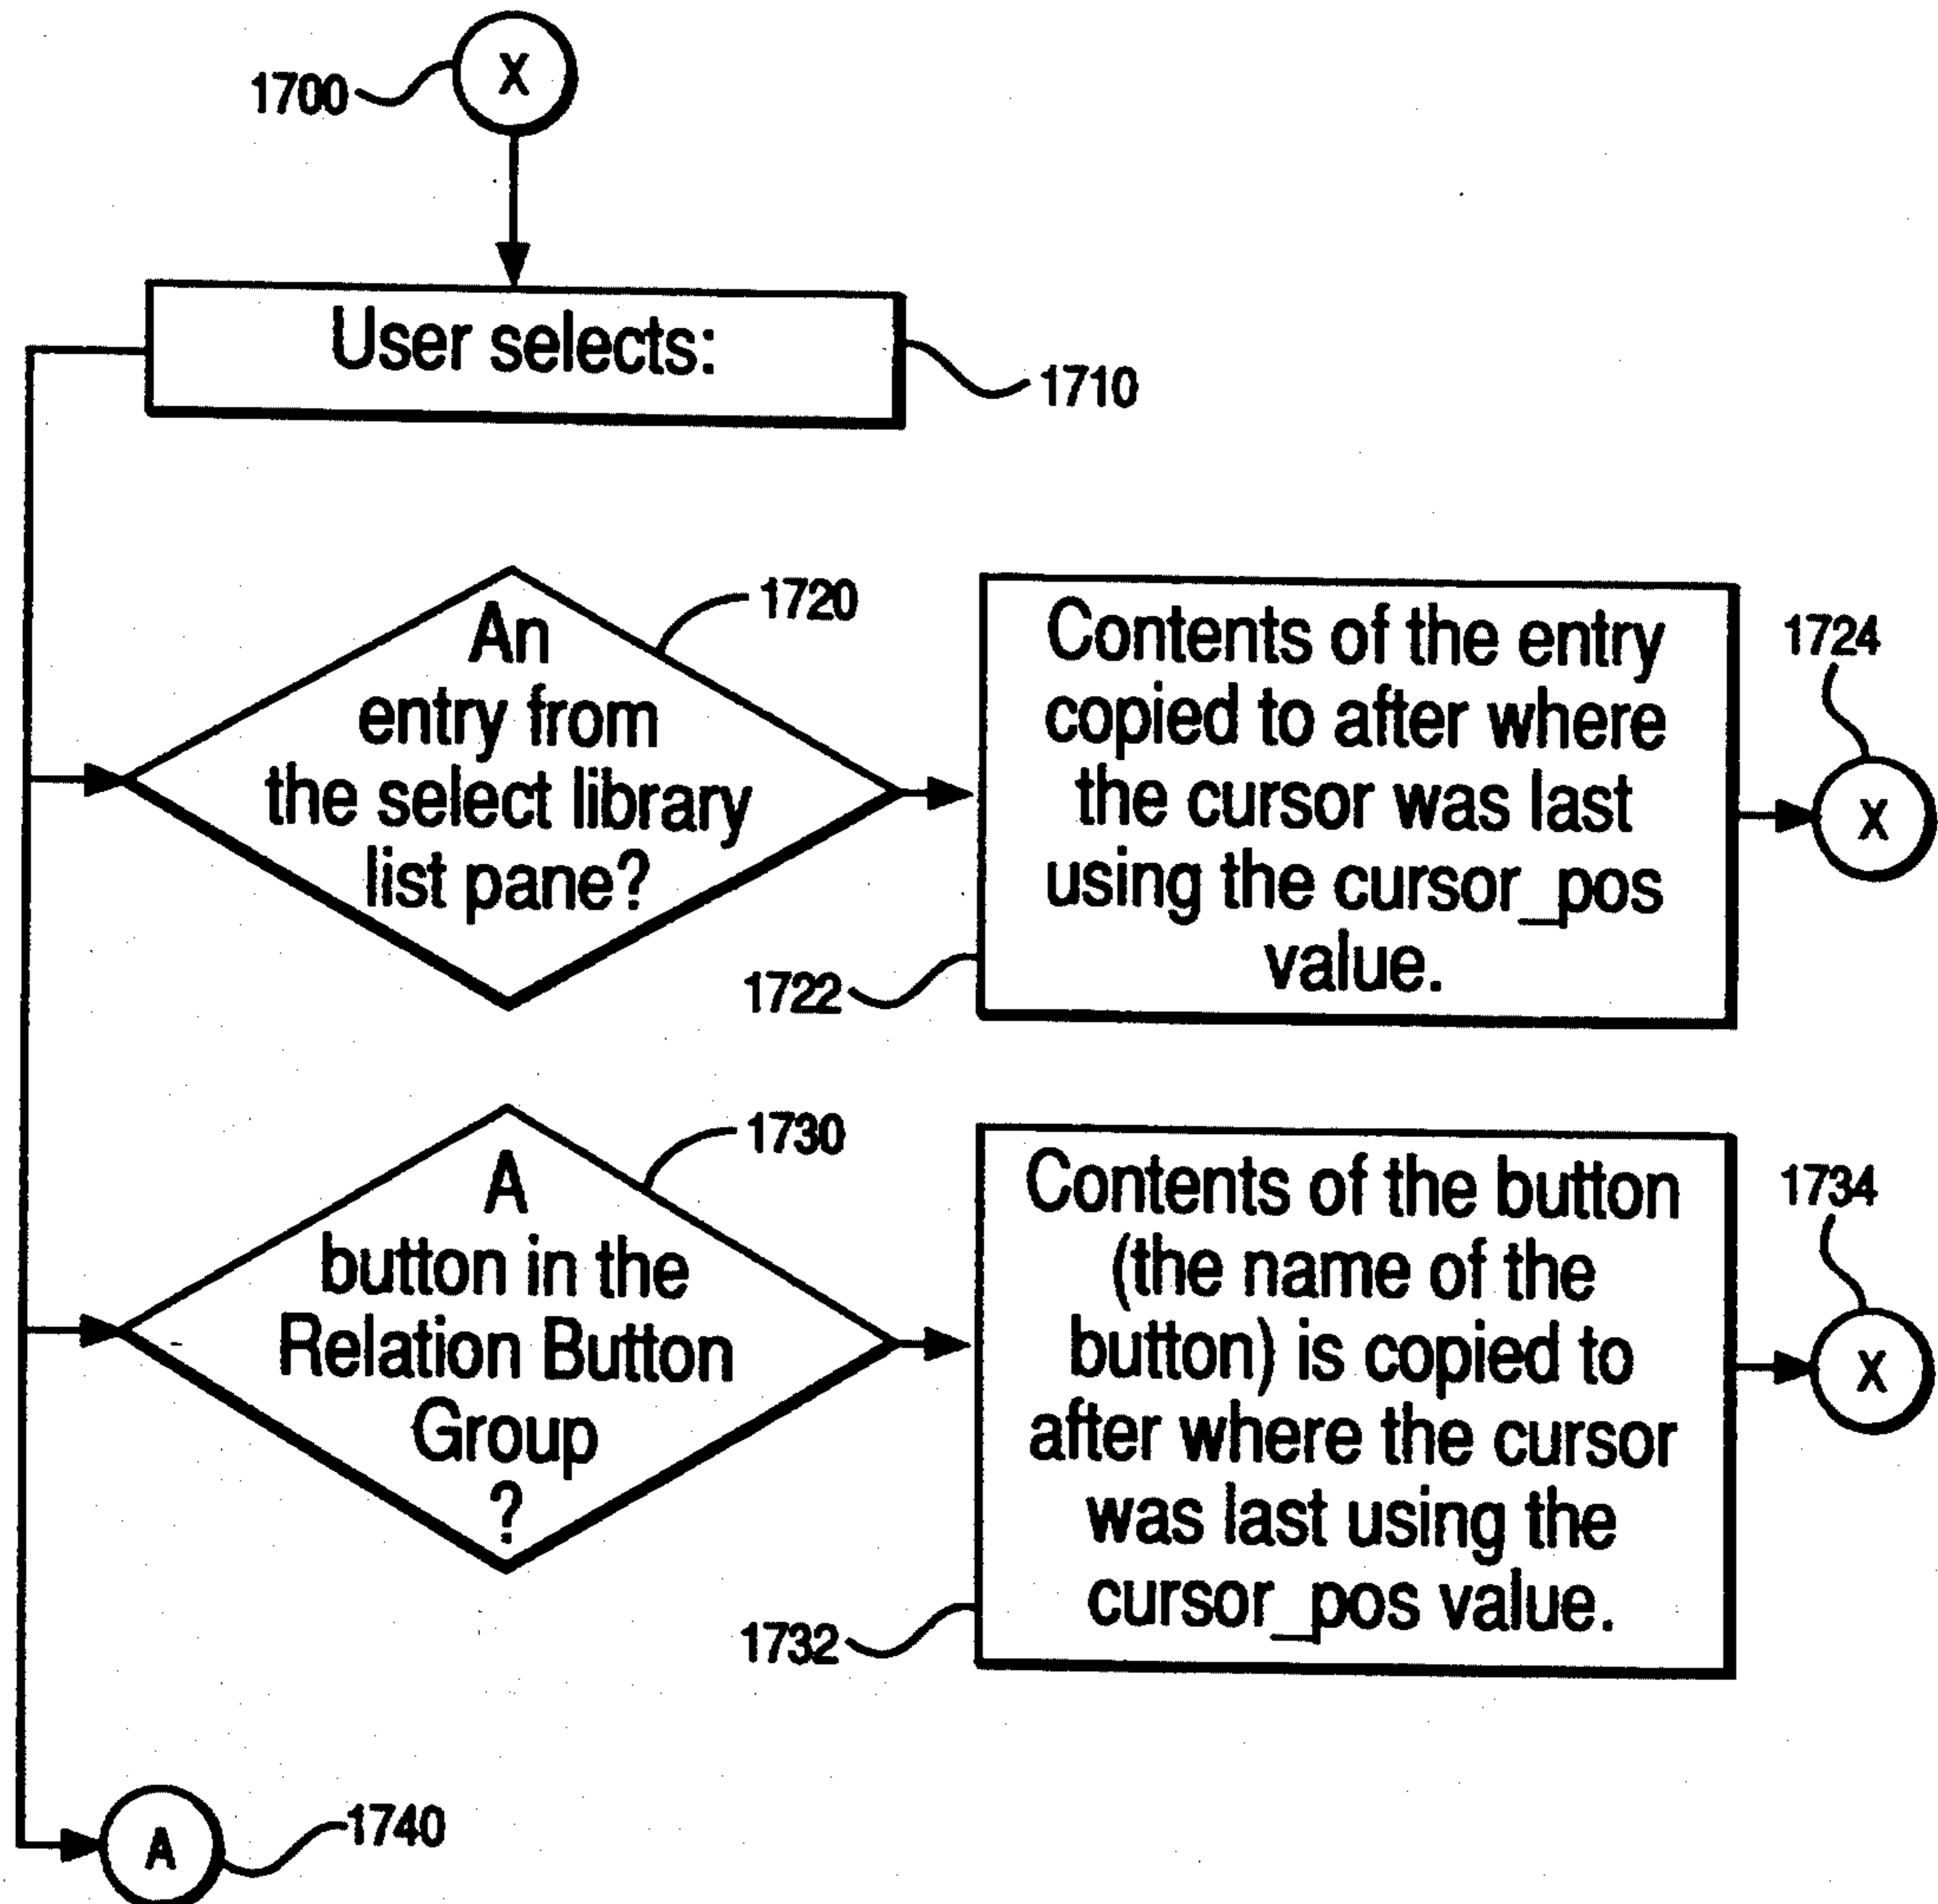 X
1700
User selects:
1710
An
entry from
the select library
list pane?
1720
Contents of the entry
copied to after where
the cursor was last
using the cursor_pos
value.
1722
1724
X
A
button in the
Relation Button
Group
?
1730
Contents of the button
(the name of the
button) is copied to
after where the cursor
was last using the
cursor_pos value.
1732
1734
X
A
1740